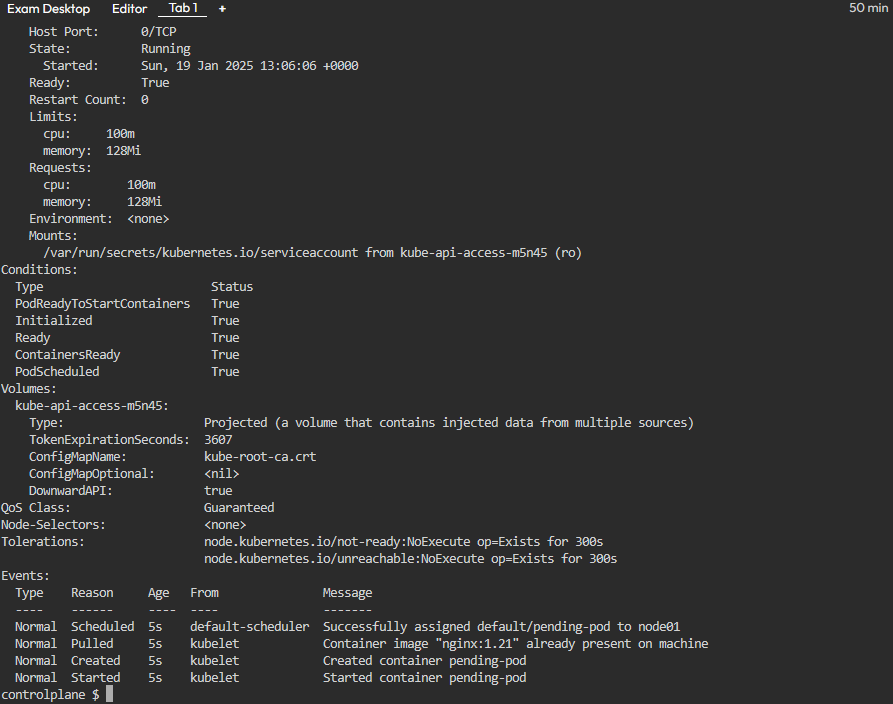 Exam Desktop Editor Tab 1 + 50 min
Host Port: 0/TCP
State: Running
Started: Sun, 19 Jan 2025 13:06:06 +0000
Ready: True
Restart Count: 0
Limits:
cpu: 100m
memory: 128Mi
Requests:
cpu: 100m
memory: 128Mi
Environment: <none>
Mounts:
/var/run/secrets/kubernetes.io/serviceaccount from kube-api-access-m5n45 (ro)
Conditions:
Type Status
PodReadyToStartContainers True
Initialized True
Ready True
ContainersReady True
PodScheduled True
Volumes:
kube-api-access-m5n45:
Type: Projected (a volume that contains injected data from multiple sources)
TokenExpirationSeconds: 3607
ConfigMapName: kube-root-ca.crt
ConfigMapOptional: <nil>
DownwardAPI: true
QoS Class: Guaranteed
Node-Selectors: <none>
Tolerations: node.kubernetes.io/not-ready:NoExecute op=Exists for 300s
node.kubernetes.io/unreachable:NoExecute op=Exists for 300s
Events:
Type Reason Age From Message
---- ------ ---- ---- -------
Normal Scheduled 5s default-scheduler Successfully assigned default/pending-pod to node01
Normal Pulled 5s kubelet Container image "nginx:1.21" already present on machine
Normal Created 5s kubelet Created container pending-pod
Normal Started 5s kubelet Started container pending-pod
controlplane $